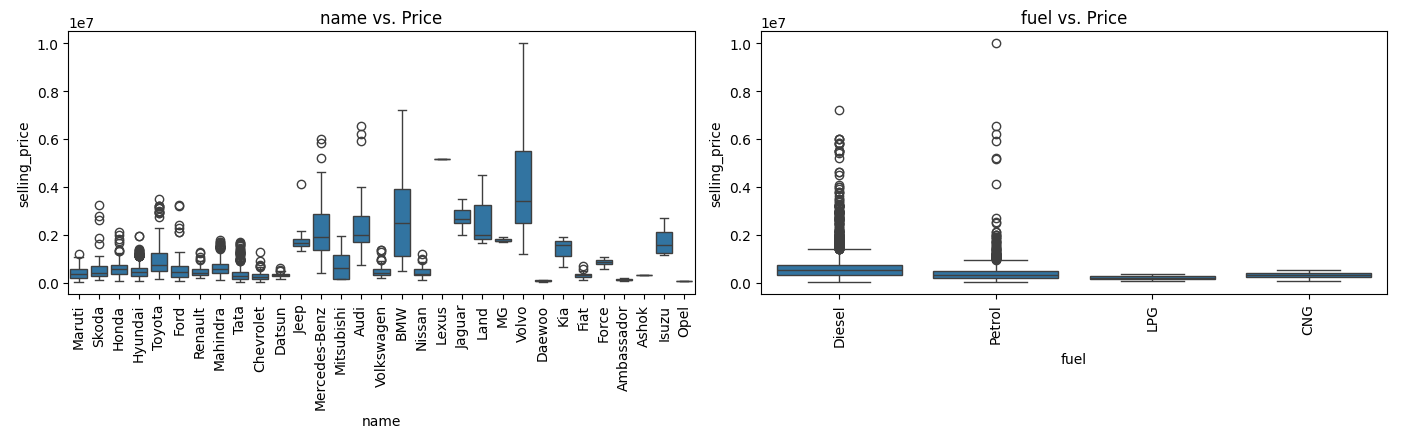 name vs. Price
1e7
1.0
0.8
0.6
0.4
0.2
0.0
selling_price
Maruti
Skoda
Honda
Hyundai
Toyota
Ford
Renault
Mahindra
Tata
Chevrolet
Datsun
Jeep
Mercedes-Benz
Mitsubishi
Audi
Volkswagen
BMW
Nissan
Lexus
Jaguar
Land
MG
Volvo
Daewoo
Kia
Fiat
Force
Ambassador
Ashok
Isuzu
Opel
name
fuel vs. Price
1e7
1.0
0.8
0.6
0.4
0.2
0.0
selling_price
Diesel
Petrol
LPG
CNG
fuel